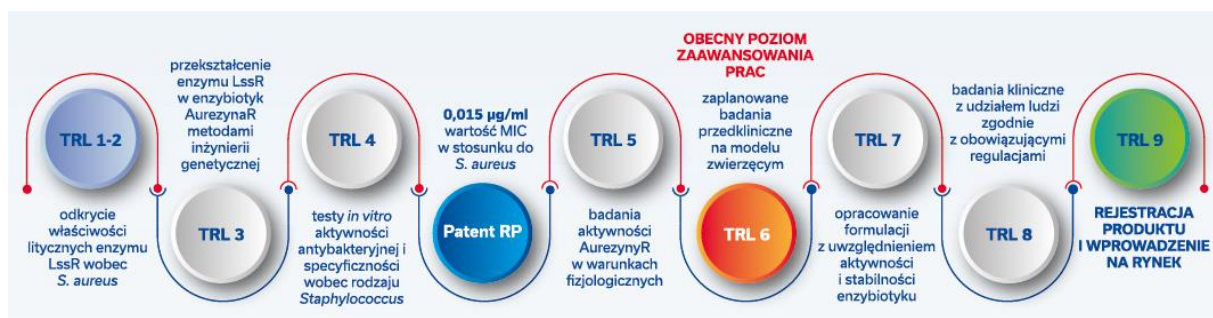 TRL 1-2
odkrycie
właściwości
litycznych enzymu
LssR wobec
S. aureus
przekształcenie
enzymu LssR
w enzybiotyk
AurezynaR
metodami
inżynierii
genetycznej
TRL 3
TRL 4
testy in vitro
aktywności
antybakteryjnej i
specyficzności
wobec rodzaju
Staphylococcus
0,015 µg/ml
wartość MIC
w stosunku do
S. aureus
Patent RP
TRL 5
badania
aktywności
AurezynyR
w warunkach
fizjologicznych
OBECNY POZIOM
ZAAWANSOWANIA
PRAC
zaplanowane
badania
przedkliniczne
na modelu
zwierzęcym
TRL 6
TRL 7
opracowanie
formulacji
z uwzględnieniem
aktywności
i stabilności
enzybiotyku
badania kliniczne
z udziałem ludzi
zgodnie
z obowiązującymi
regulacjami
TRL 8
TRL 9
REJESTRACJA
PRODUKTU
I WPROWADZENIE
NA RYNEK